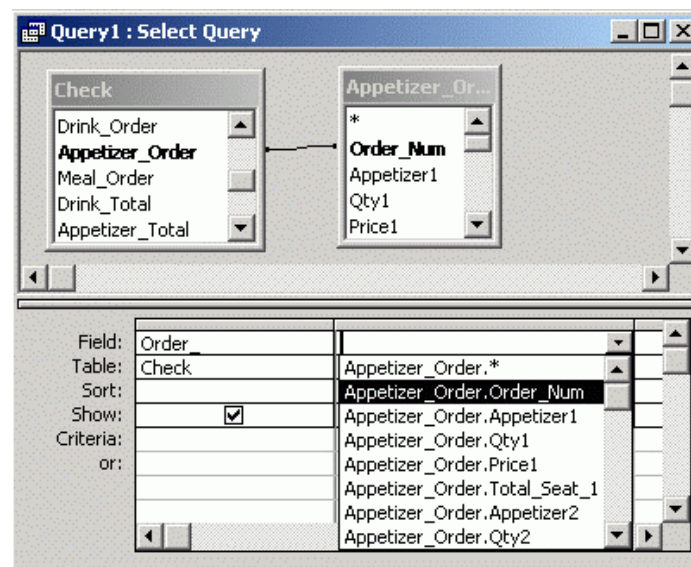 Query1 : Select Query
Check
Drink_Order
Appetizer_Order
Meal_Order
Drink_Total
Appetizer_Total
Appetizer_Or...
*
Order_Num
Appetizer1
Qty1
Price1
Field: Order_
Table: Check
Sort:
Show:
Criteria:
or:
Appetizer_Order.*
Appetizer_Order.Order_Num
Appetizer_Order.Appetizer1
Appetizer_Order.Qty1
Appetizer_Order.Price1
Appetizer_Order.Total_Seat_1
Appetizer_Order.Appetizer2
Appetizer_Order.Qty2